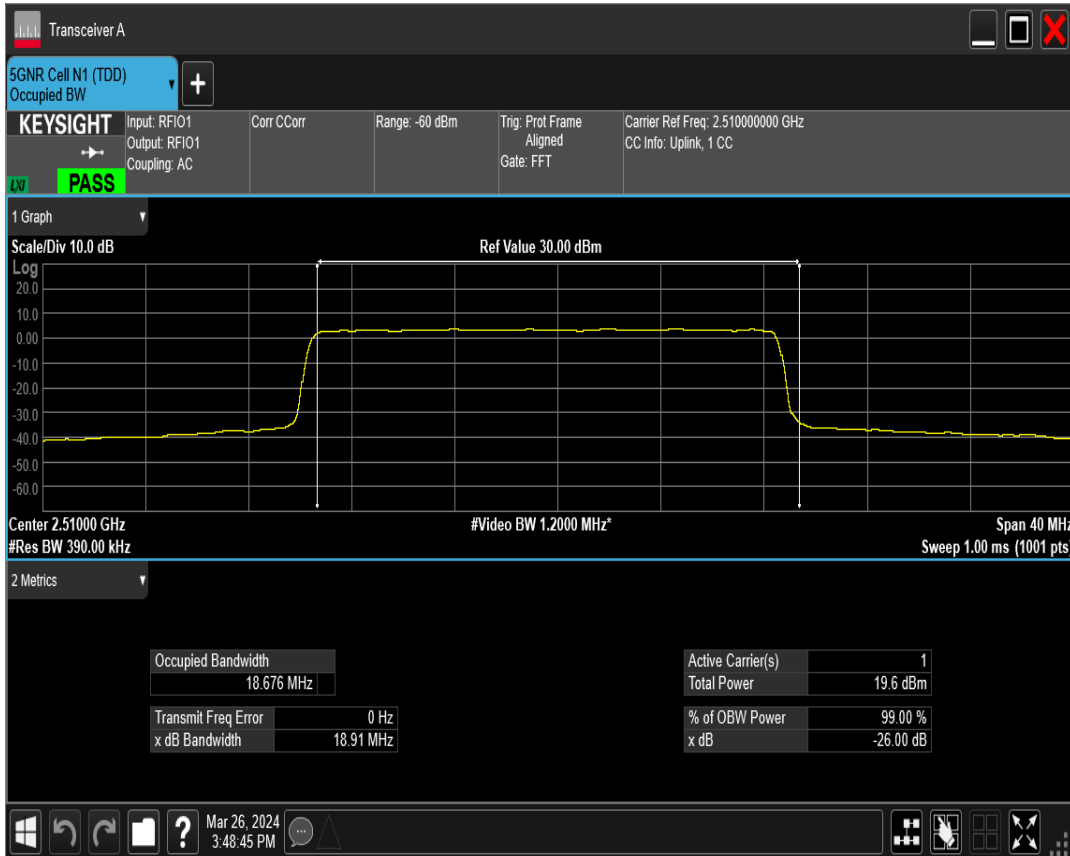 Transceiver A
5GNR Cell N1 (TDD)
Occupied BW
+
KEYSIGHT
LXI
PASS
Input: RFIO1
Output: RFIO1
Coupling: AC
Corr CCorr
Range: -60 dBm
Trig: Prot Frame
Aligned
Gate: FFT
Carrier Ref Freq: 2.510000000 GHz
CC Info: Uplink, 1 CC
1 Graph
Scale/Div 10.0 dB
Ref Value 30.00 dBm
Log
20.0
10.0
0.00
-10.0
-20.0
-30.0
-40.0
-50.0
-60.0
Center 2.51000 GHz
#Video BW 1.2000 MHz*
Span 40 MHz
#Res BW 390.00 kHz
Sweep 1.00 ms (1001 pts)
2 Metrics
Occupied Bandwidth
18.676 MHz
Transmit Freq Error 0 Hz
x dB Bandwidth 18.91 MHz
Active Carrier(s) 1
Total Power 19.6 dBm
% of OBW Power 99.00 %
x dB -26.00 dB
?
Mar 26, 2024
3:48:45 PM